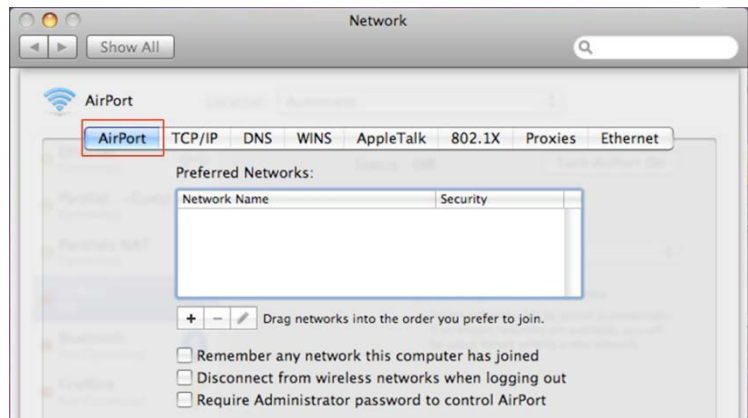 Network
Show All
AirPort
AirPort TCP/IP DNS WINS AppleTalk 802.1X Proxies Ethernet
Preferred Networks:
Network Name Security
+ − Drag networks into the order you prefer to join.
Remember any network this computer has joined
Disconnect from wireless networks when logging out
Require Administrator password to control AirPort